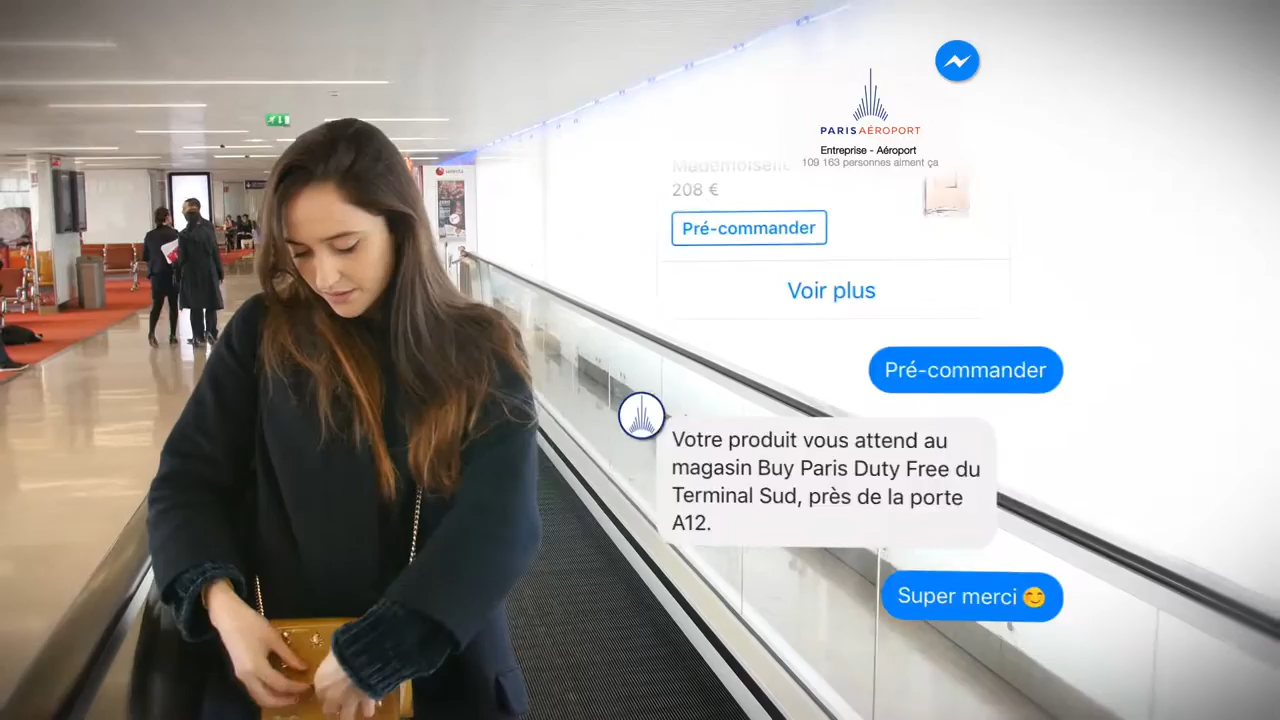 PARIS AÉROPORT
Entreprise - Aéroport
109 163 personnes aiment ça
Mademoiselle
208 €
Pré-commander
Voir plus
Pré-commander
Votre produit vous attend au
magasin Buy Paris Duty Free du
Terminal Sud, près de la porte
A12.
Super merci 😊